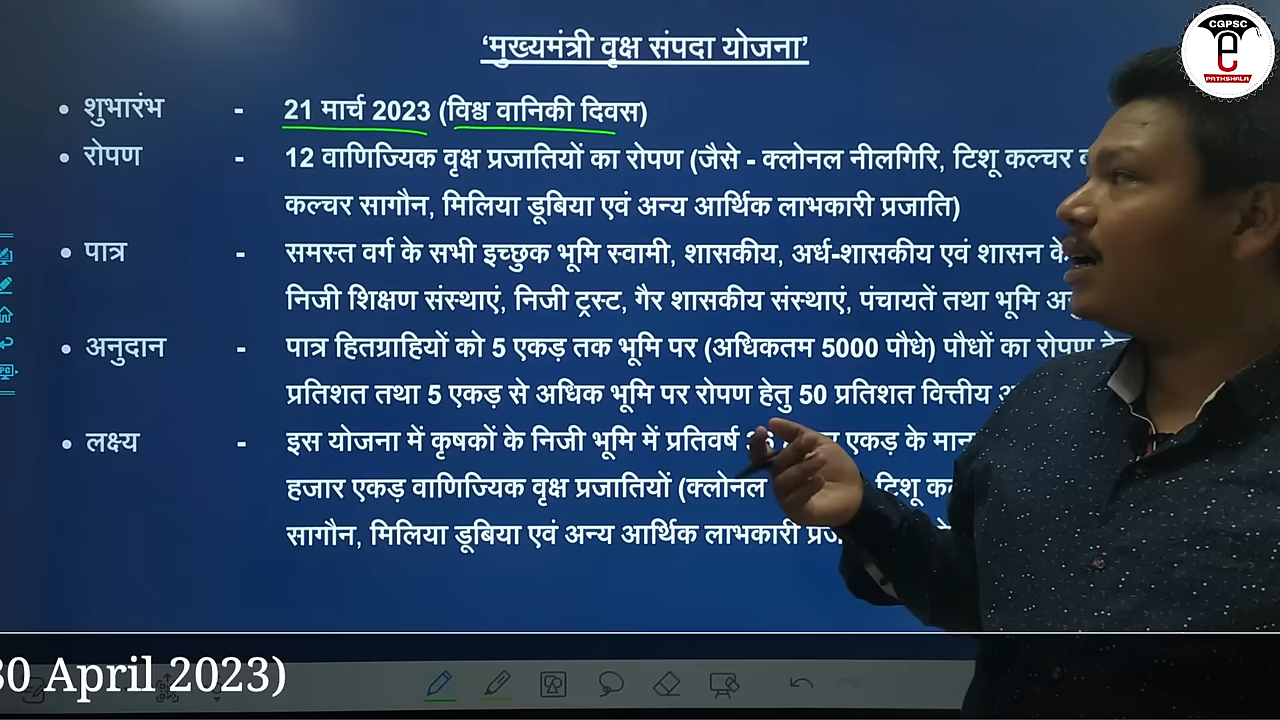 ‘मुख्यमंत्री वृक्ष संपदा योजना’
• शुभारंभ - 21 मार्च 2023 (विश्व वानिकी दिवस)
• रोपण - 12 वाणिज्यिक वृक्ष प्रजातियों का रोपण (जैसे - क्लोनल नीलगिरि, टिशू कल्चर
कल्चर सागौन, मिलिया डूबिया एवं अन्य आर्थिक लाभकारी प्रजाति)
• पात्र - समस्त वर्ग के सभी इच्छुक भूमि स्वामी, शासकीय, अर्ध-शासकीय एवं शासन
निजी शिक्षण संस्थाएं, निजी ट्रस्ट, गैर शासकीय संस्थाएं, पंचायतें तथा भूमि
• अनुदान - पात्र हितग्राहियों को 5 एकड़ तक भूमि पर (अधिकतम 5000 पौधे) पौधों का रोपण
प्रतिशत तथा 5 एकड़ से अधिक भूमि पर रोपण हेतु 50 प्रतिशत वित्तीय
• लक्ष्य - इस योजना में कृषकों के निजी भूमि में प्रतिवर्ष एकड़ के
हजार एकड़ वाणिज्यिक वृक्ष प्रजातियों (क्लोनल टिशू
सागौन, मिलिया डूबिया एवं अन्य आर्थिक लाभकारी
30 April 2023)
CGPSC
e
PATHSHALA